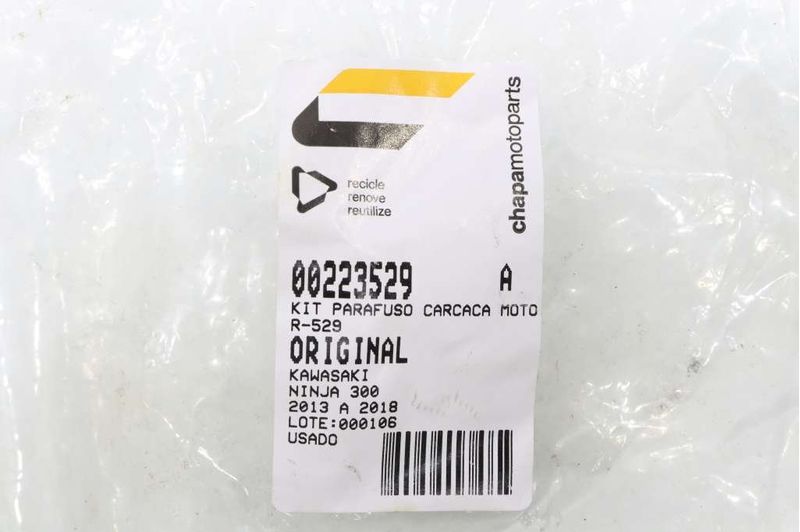 chapamotoparts
recicle
renove
reutilize
00223529 A
KIT PARAFUSO CARCACA MOTO
R-529
ORIGINAL
KAWASAKI
NINJA 300
2013 A 2018
LOTE:000106
USADO